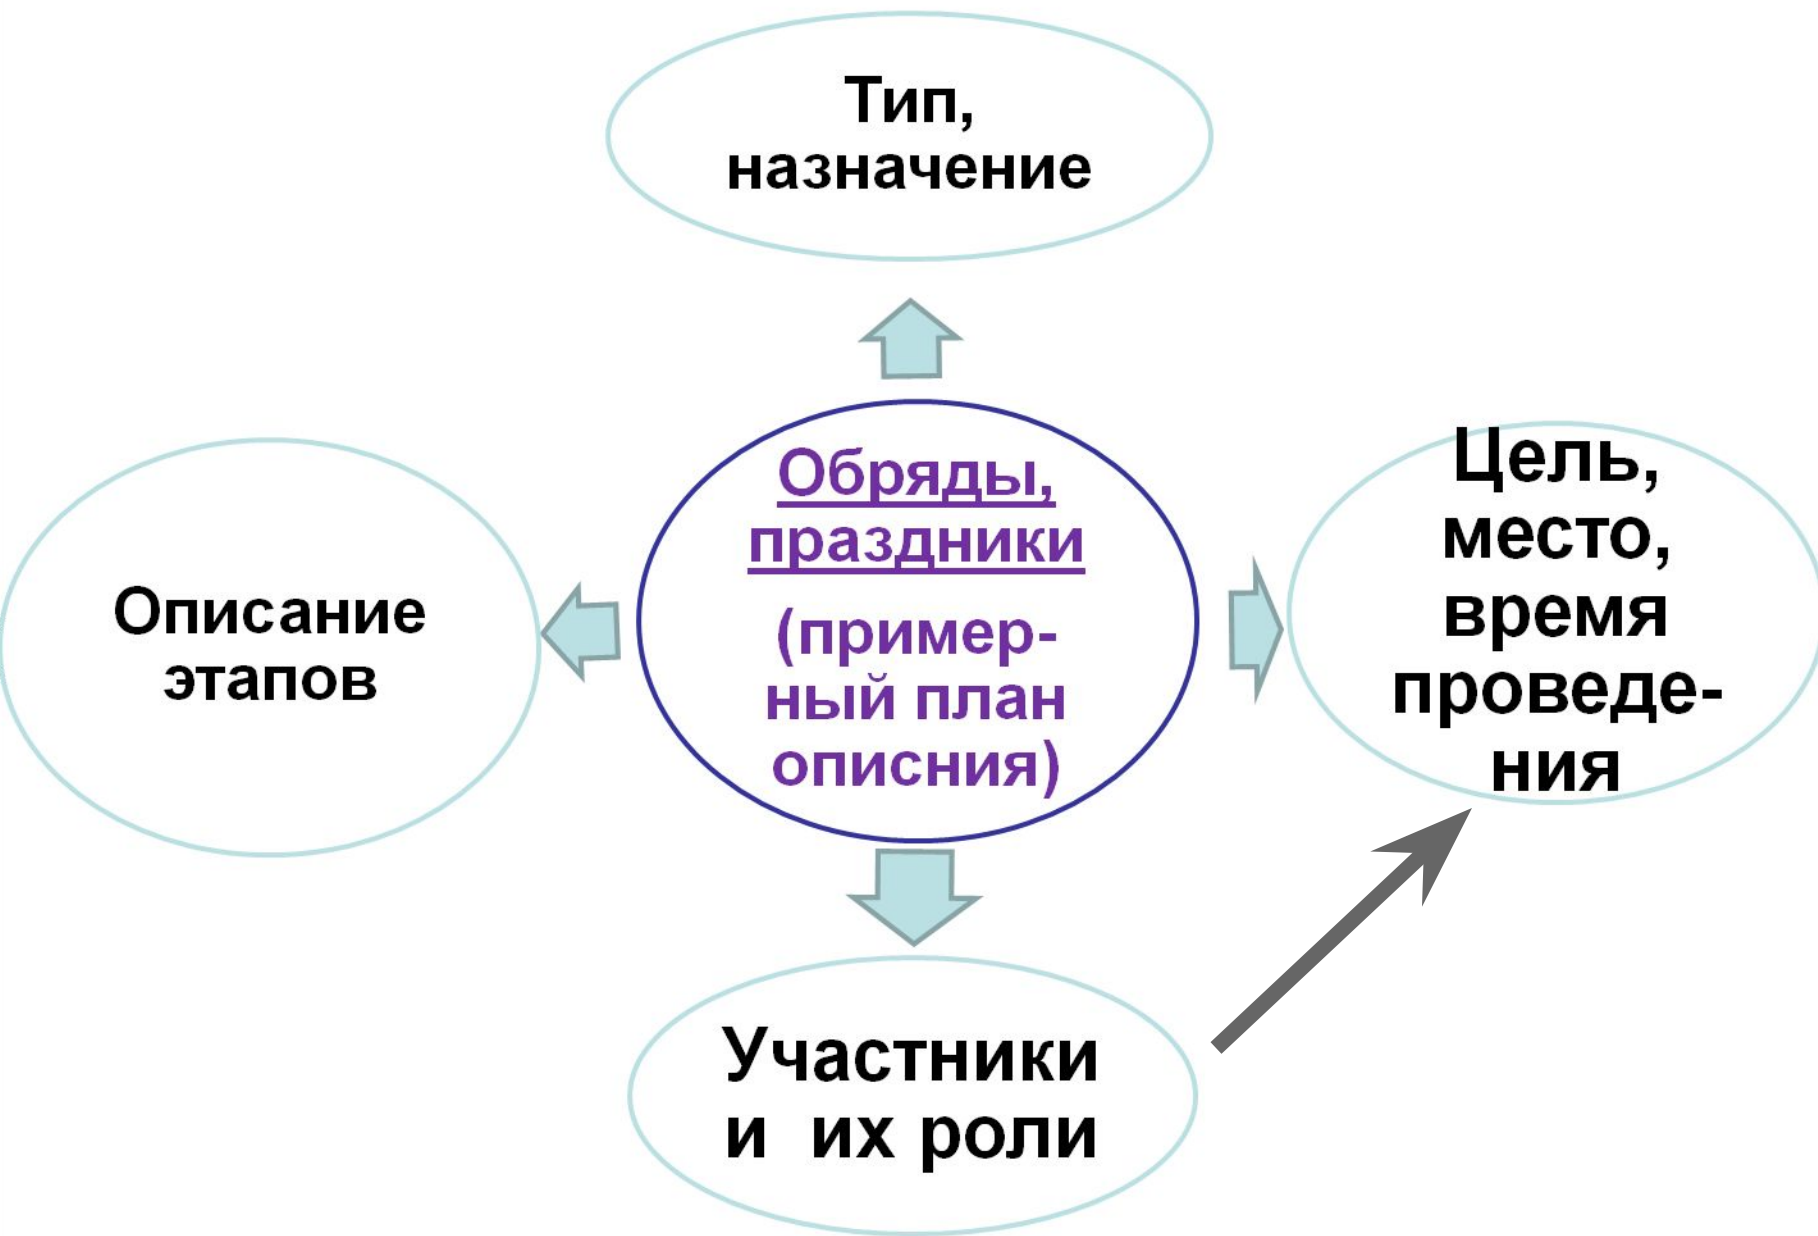 Тип,
назначение
Обряды,
праздники
(пример-
ный план
описния)
Цель,
место,
время
проведе-
ния
Описание
этапов
Участники
и их роли